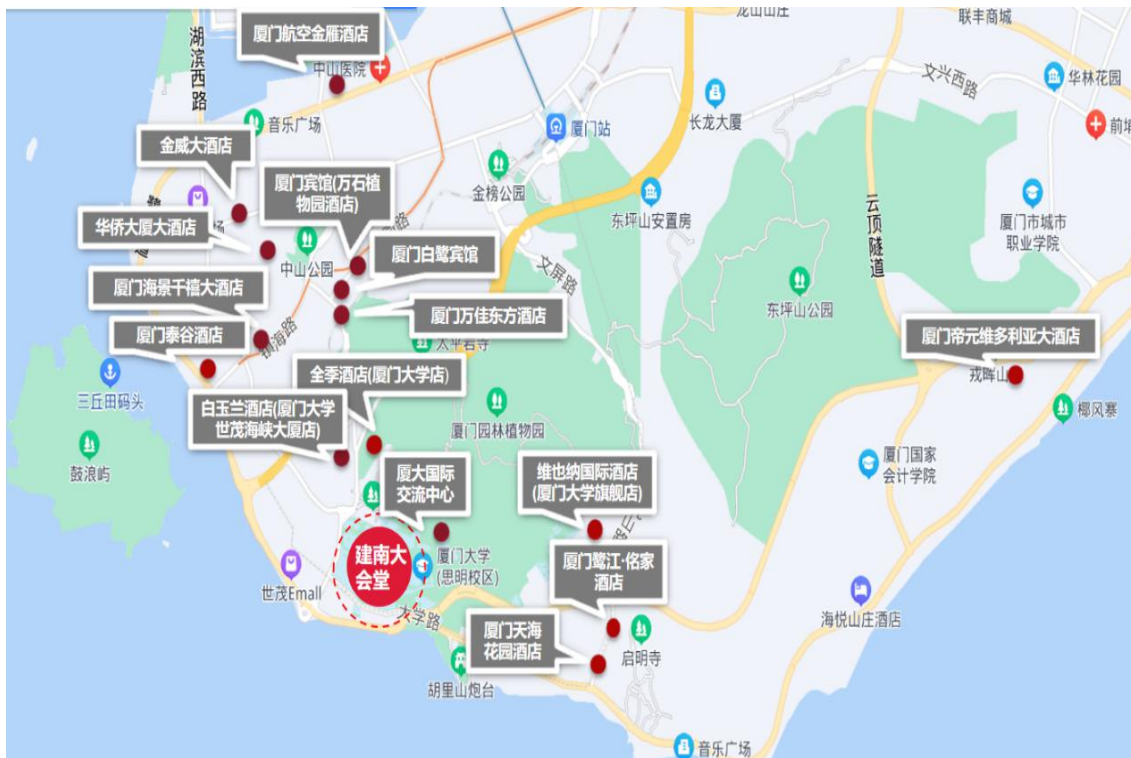 龙山山庄
联丰商城
湖滨西路
厦门航空金雁酒店
中山医院
文兴西路
华林花园
长龙大厦
音乐广场
厦门站
前埔
金威大酒店
厦门宾馆(万石植
物园酒店)
金榜公园
东坪山安置房
云顶隧道
厦门市城市
职业学院
华侨大厦大酒店
场
中山公园
厦门白鹭宾馆
文屏路
厦门海景千禧大酒店
东坪山公园
厦门万佳东方酒店
厦门泰谷酒店
镇海路
太平岩寺
厦门帝元维多利亚大酒店
三丘田码头
全季酒店(厦门大学店)
戎晖山
白玉兰酒店(厦门大学
世茂海峡大厦店)
厦门园林植物园
椰风寨
鼓浪屿
厦大国际
交流中心
维也纳国际酒店
(厦门大学旗舰店)
厦门国家
会计学院
建南大
会堂
厦门大学
(思明校区)
厦门鹭江·佲家
酒店
世茂Emall
大学路
海悦山庄酒店
厦门天海
花园酒店
启明寺
胡里山炮台
音乐广场